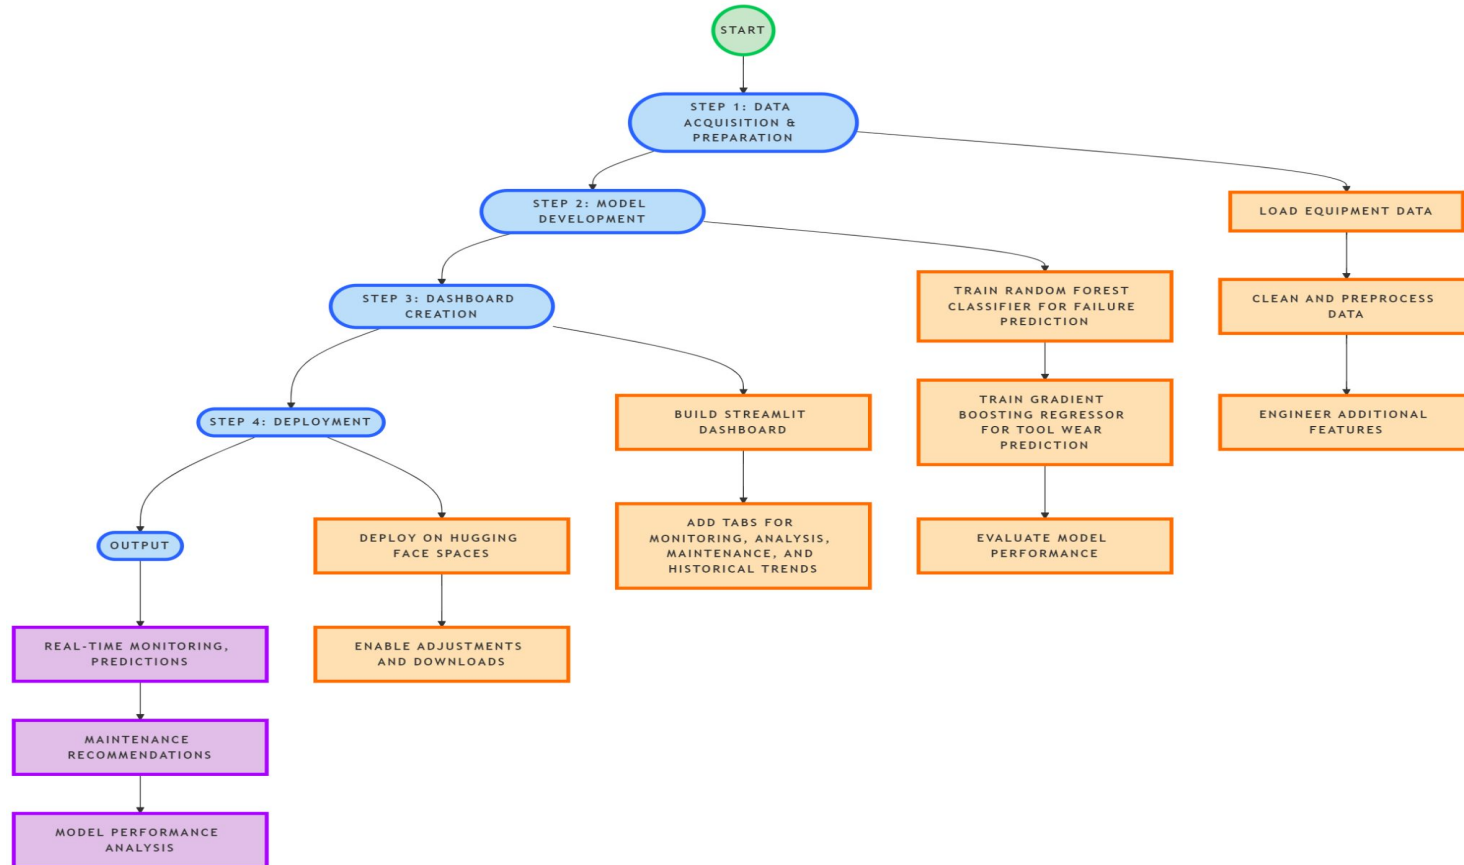 START
STEP 1: DATA
ACQUISITION &
PREPARATION
STEP 2: MODEL
DEVELOPMENT
LOAD EQUIPMENT DATA
STEP 3: DASHBOARD
CREATION
TRAIN RANDOM FOREST
CLASSIFIER FOR FAILURE
PREDICTION
CLEAN AND PREPROCESS
DATA
STEP 4: DEPLOYMENT
BUILD STREAMLIT
DASHBOARD
TRAIN GRADIENT
BOOSTING REGRESSOR
FOR TOOL WEAR
PREDICTION
ENGINEER ADDITIONAL
FEATURES
OUTPUT
DEPLOY ON HUGGING
FACE SPACES
ADD TABS FOR
MONITORING, ANALYSIS,
MAINTENANCE, AND
HISTORICAL TRENDS
EVALUATE MODEL
PERFORMANCE
REAL-TIME MONITORING,
PREDICTIONS
ENABLE ADJUSTMENTS
AND DOWNLOADS
MAINTENANCE
RECOMMENDATIONS
MODEL PERFORMANCE
ANALYSIS